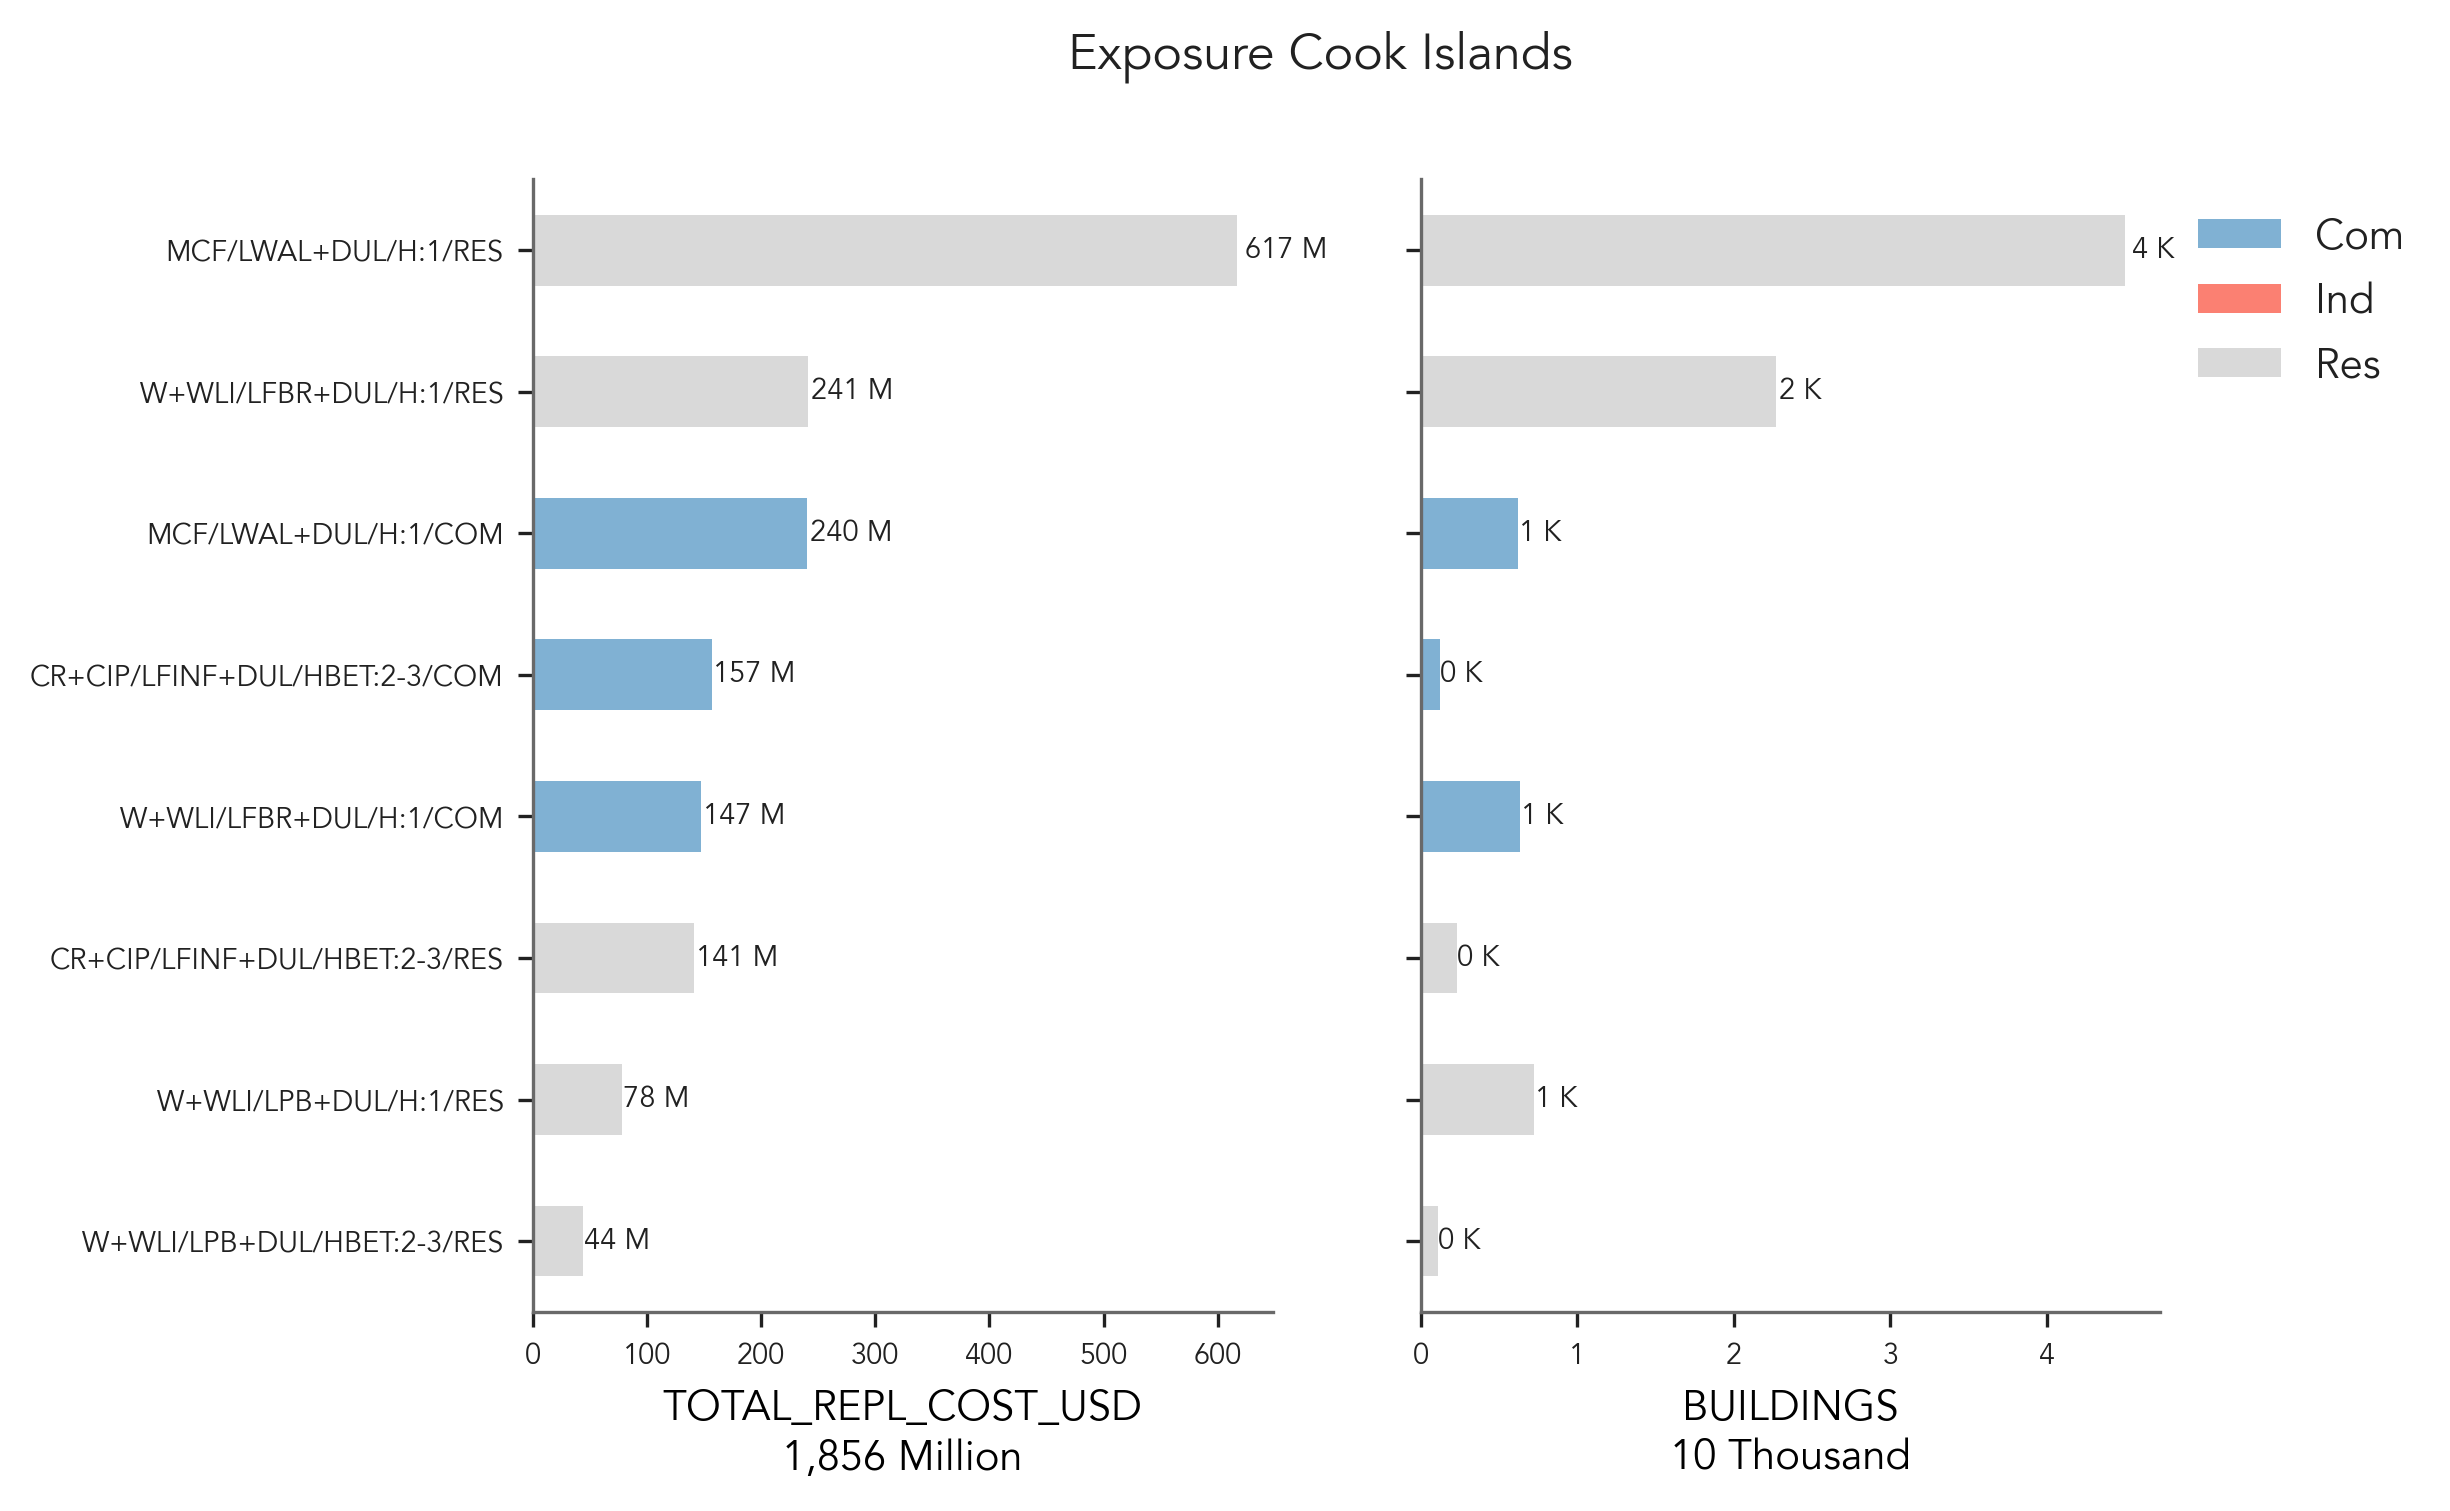 Exposure Cook Islands
MCF/LWAL+DUL/H:1/RES
W+WLI/LFBR+DUL/H:1/RES
MCF/LWAL+DUL/H:1/COM
CR+CIP/LFINF+DUL/HBET:2-3/COM
W+WLI/LFBR+DUL/H:1/COM
CR+CIP/LFINF+DUL/HBET:2-3/RES
W+WLI/LPB+DUL/H:1/RES
W+WLI/LPB+DUL/HBET:2-3/RES
617 M
241 M
240 M
157 M
147 M
141 M
78 M
44 M
0 100 200 300 400 500 600
TOTAL_REPL_COST_USD
1,856 Million
4 K
2 K
1 K
0 K
1 K
0 K
1 K
0 K
0 1 2 3 4
BUILDINGS
10 Thousand
Com
Ind
Res